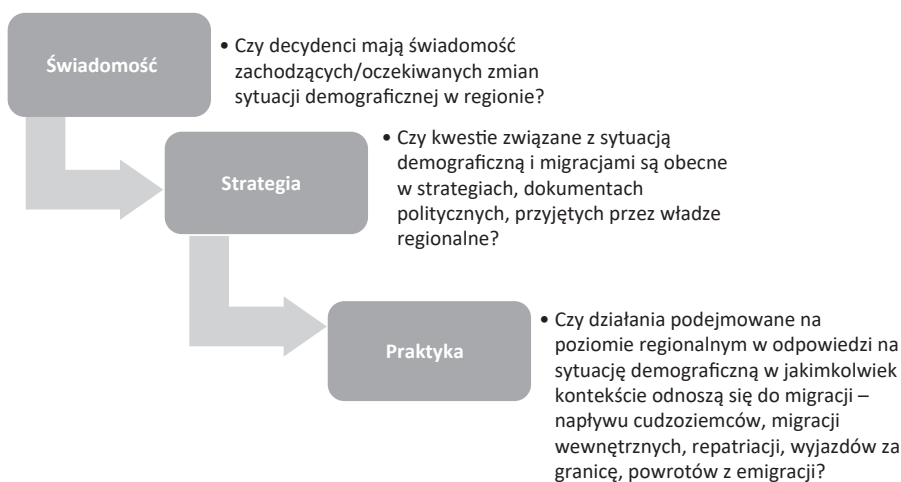 Świadomość
• Czy decydenci mają świadomość
zachodzących/oczekiwanych zmian
sytuacji demograficznej w regionie?
Strategia
• Czy kwestie związane z sytuacją
demograficzną i migracjami są obecne
w strategiach, dokumentach
politycznych, przyjętych przez władze
regionalne?
Praktyka
• Czy działania podejmowane na
poziomie regionalnym w odpowiedzi na
sytuację demograficzną w jakimkolwiek
kontekście odnoszą się do migracji –
napływu cudzoziemców, migracji
wewnętrznych, repatriacji, wyjazdów za
granicę, powrotów z emigracji?